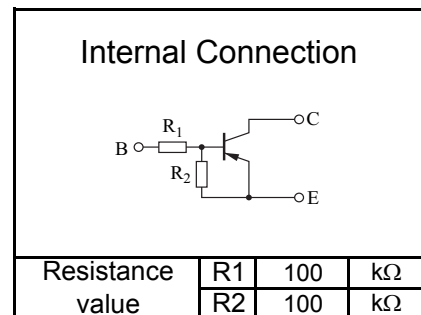 Internal Connection
C
R1
B
R2
E
Resistance value R1 100 kΩ
R2 100 kΩ